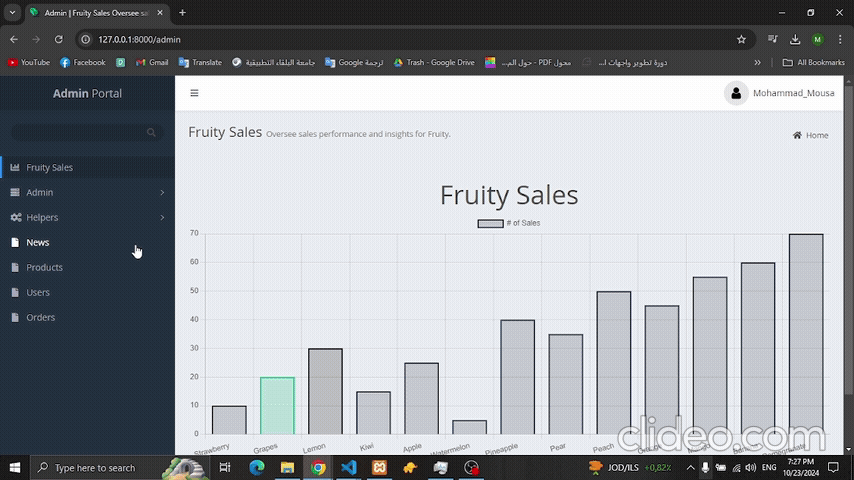 Admin | Fruity Sales Oversee sa
127.0.0.1:8000/admin
M
YouTube
Facebook
Gmail
Translate
جامعة البلقاء التطبيقية
Google ترجمة
Trash - Google Drive
محول PDF - حول الم...
دورة تطوير واجهات ا...
»
All Bookmarks
Admin Portal
Mohammad_Mousa
Fruity Sales Oversee sales performance and insights for Fruity.
Home
Fruity Sales
Admin
Helpers
News
Products
Users
Orders
Fruity Sales
# of Sales
70
60
50
40
30
20
10
0
Strawberry
Grapes
Lemon
Kiwi
Apple
Watermelon
Pineapple
Pear
Peach
Pomegranate
clideo.com
Type here to search
JOD/ILS +0,82%
ENG
7:27 PM
10/23/2024